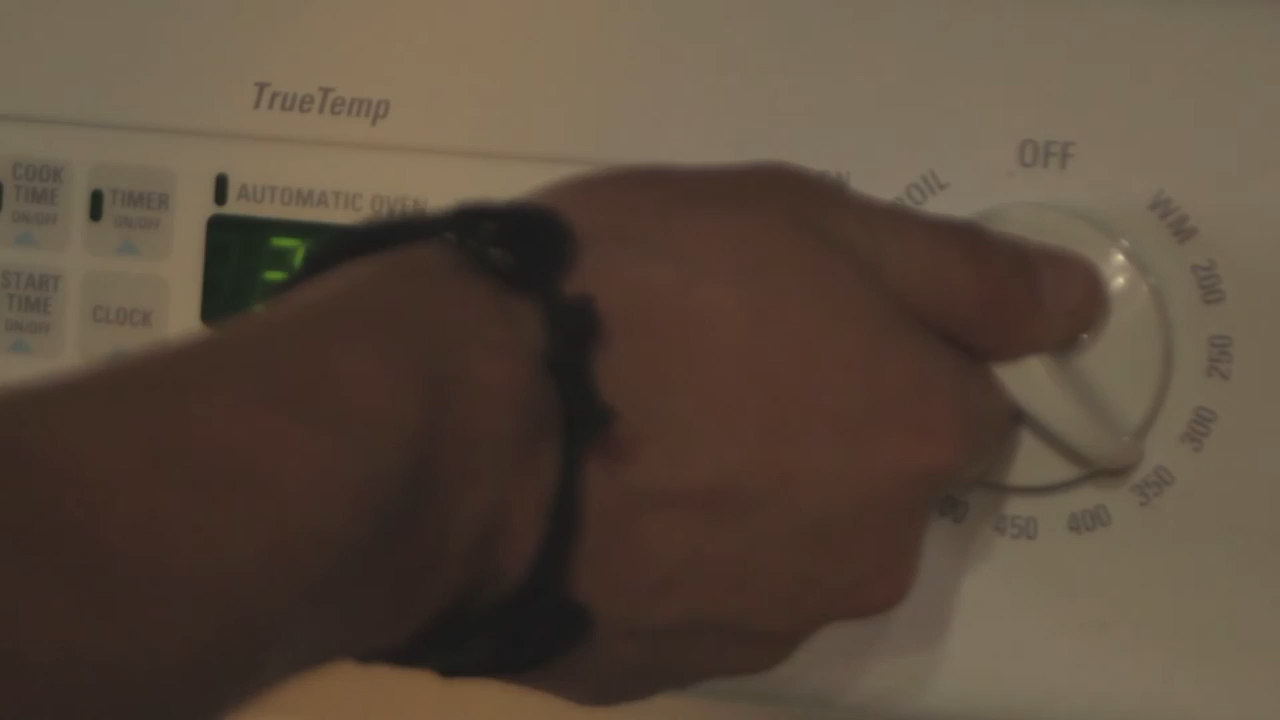 TrueTemp
OFF
COOK
TIME
ON/OFF
TIMER
ON/OFF
AUTOMATIC OVEN
WM
200
250
300
350
400
450
START
TIME
ON/OFF
CLOCK